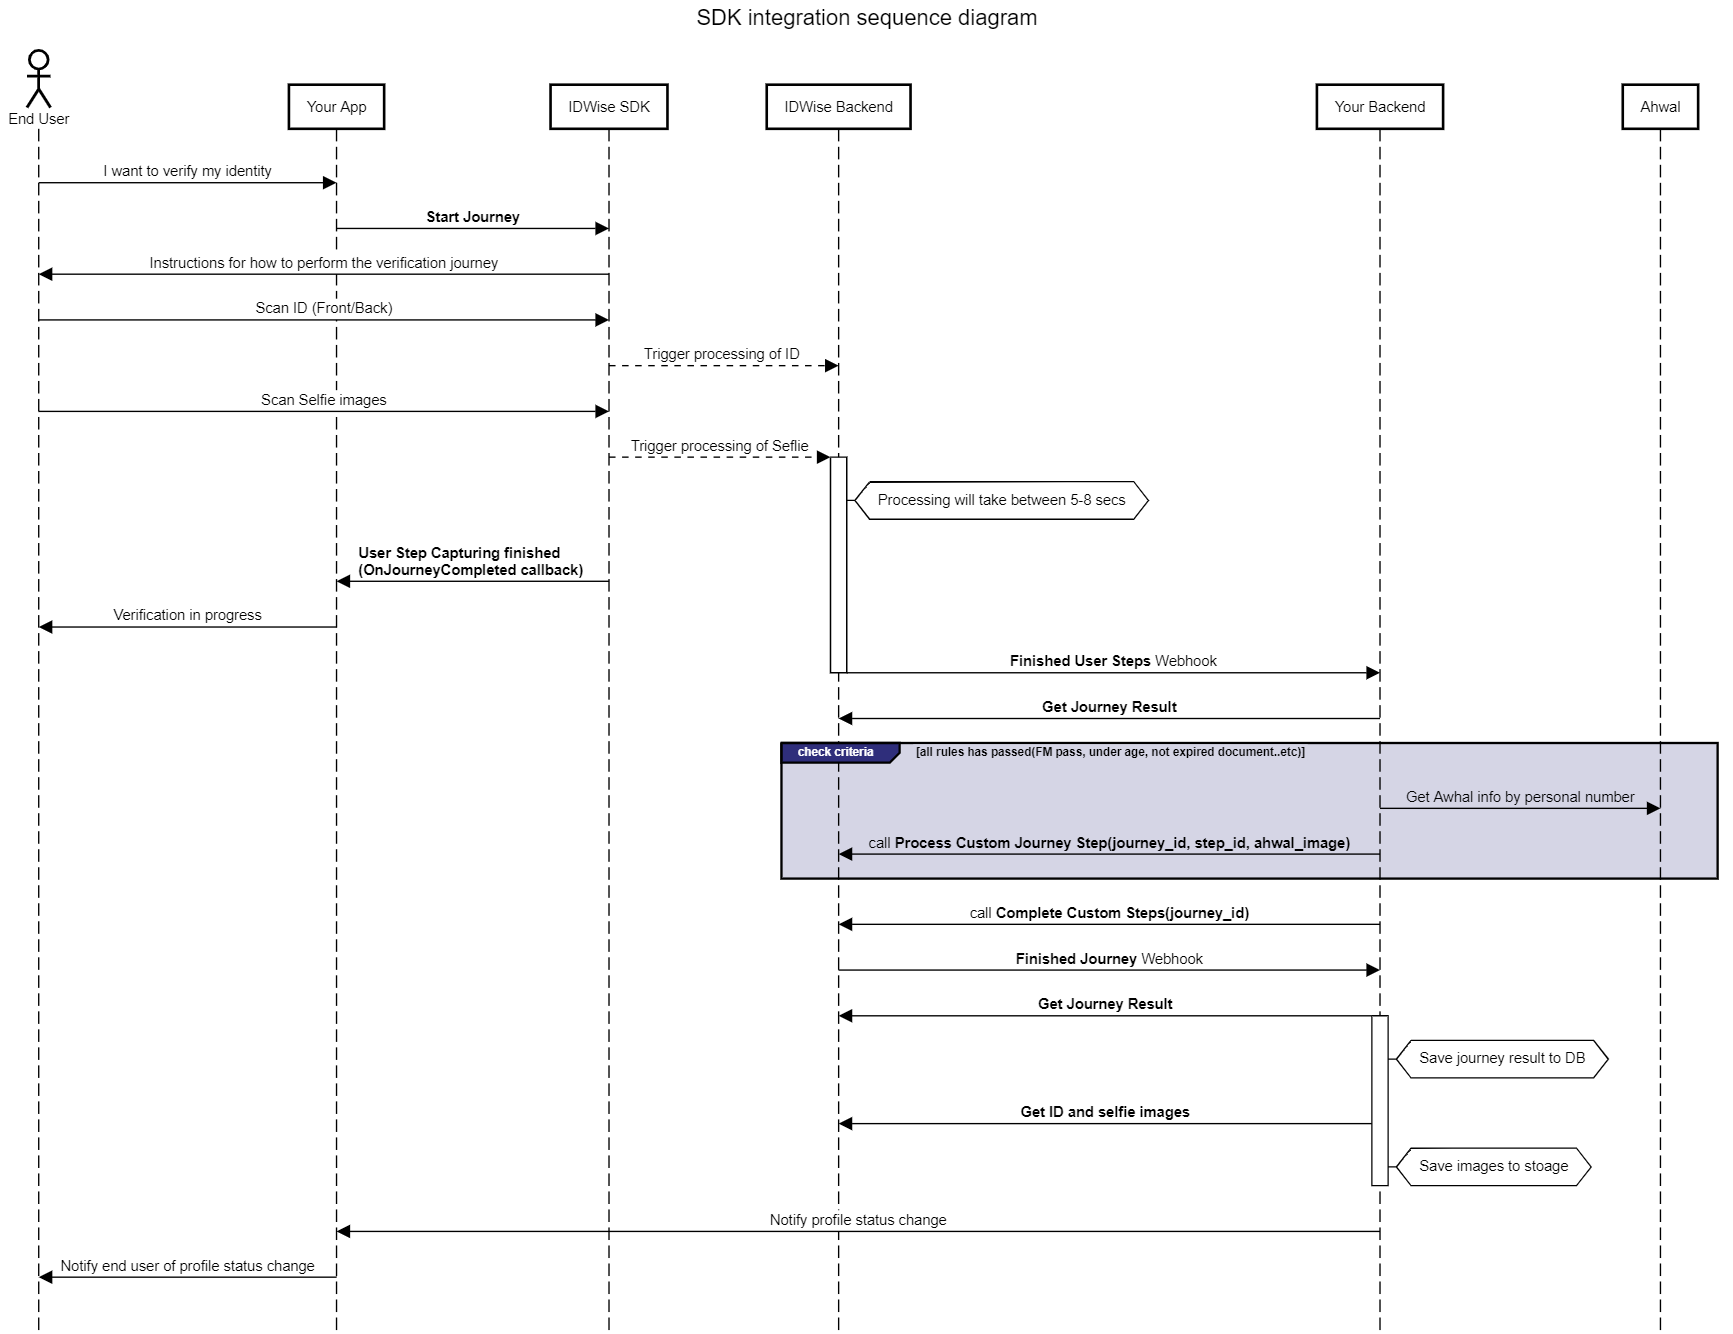 SDK integration sequence diagram
End User
Your App
IDWise SDK
IDWise Backend
Your Backend
Ahwal
I want to verify my identity
Start Journey
Instructions for how to perform the verification journey
Scan ID (Front/Back)
Trigger processing of ID
Scan Selfie images
Trigger processing of Seflie
Processing will take between 5-8 secs
User Step Capturing finished
(OnJourneyCompleted callback)
Verification in progress
Finished User Steps Webhook
Get Journey Result
check criteria
[all rules has passed(FM pass, under age, not expired document..etc)]
Get Awhal info by personal number
call Process Custom Journey Step(journey_id, step_id, ahwal_image)
call Complete Custom Steps(journey_id)
Finished Journey Webhook
Get Journey Result
Save journey result to DB
Get ID and selfie images
Save images to stoage
Notify profile status change
Notify end user of profile status change